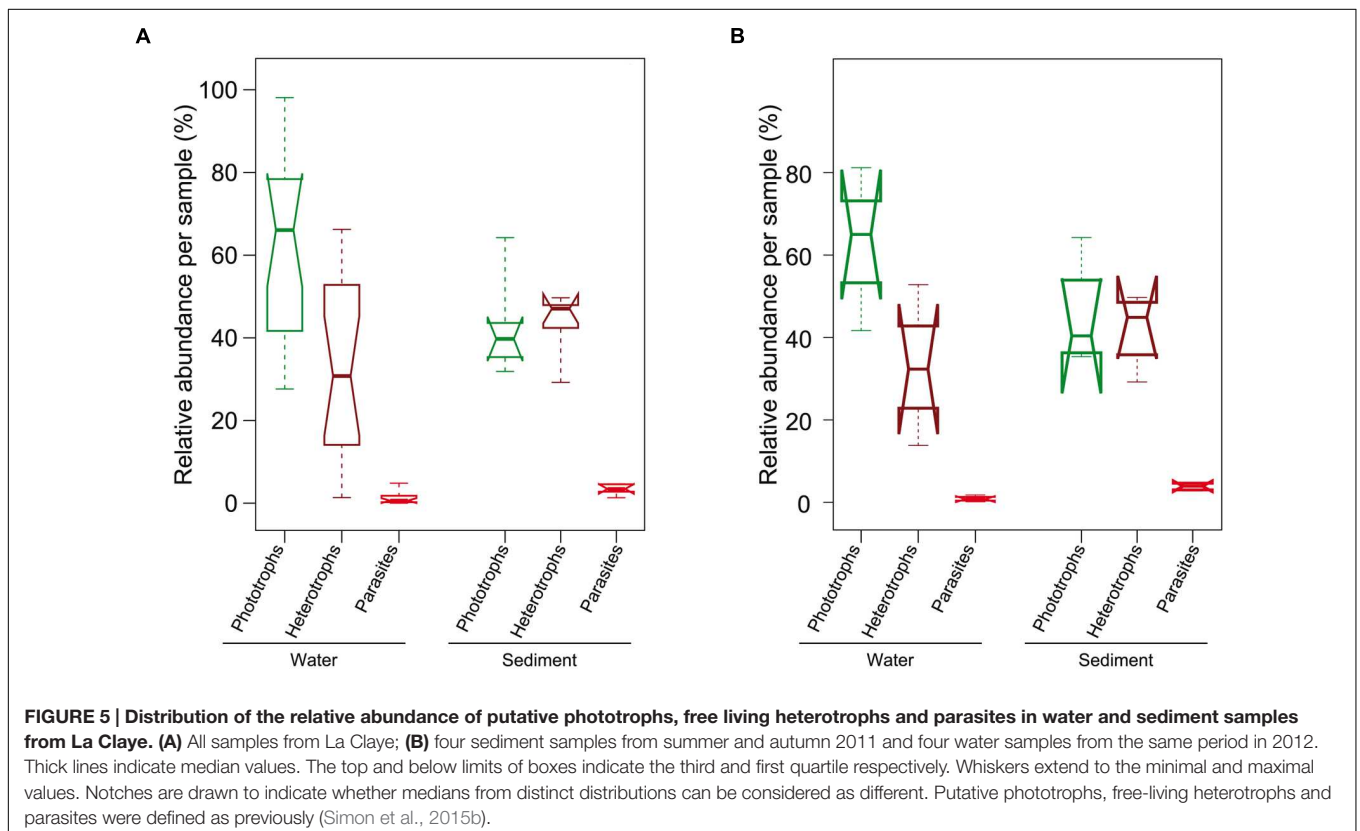 A
B
Relative abundance per sample (%)
100
80
60
40
20
0
Phototrophs
Heterotrophs
Parasites
Phototrophs
Heterotrophs
Parasites
Water
Sediment
Relative abundance per sample (%)
80
60
40
20
0
Phototrophs
Heterotrophs
Parasites
Phototrophs
Heterotrophs
Parasites
Water
Sediment
FIGURE 5 | Distribution of the relative abundance of putative phototrophs, free living heterotrophs and parasites in water and sediment samples
from La Claye. (A) All samples from La Claye; (B) four sediment samples from summer and autumn 2011 and four water samples from the same period in 2012.
Thick lines indicate median values. The top and below limits of boxes indicate the third and first quartile respectively. Whiskers extend to the minimal and maximal
values. Notches are drawn to indicate whether medians from distinct distributions can be considered as different. Putative phototrophs, free-living heterotrophs and
parasites were defined as previously (Simon et al., 2015b).